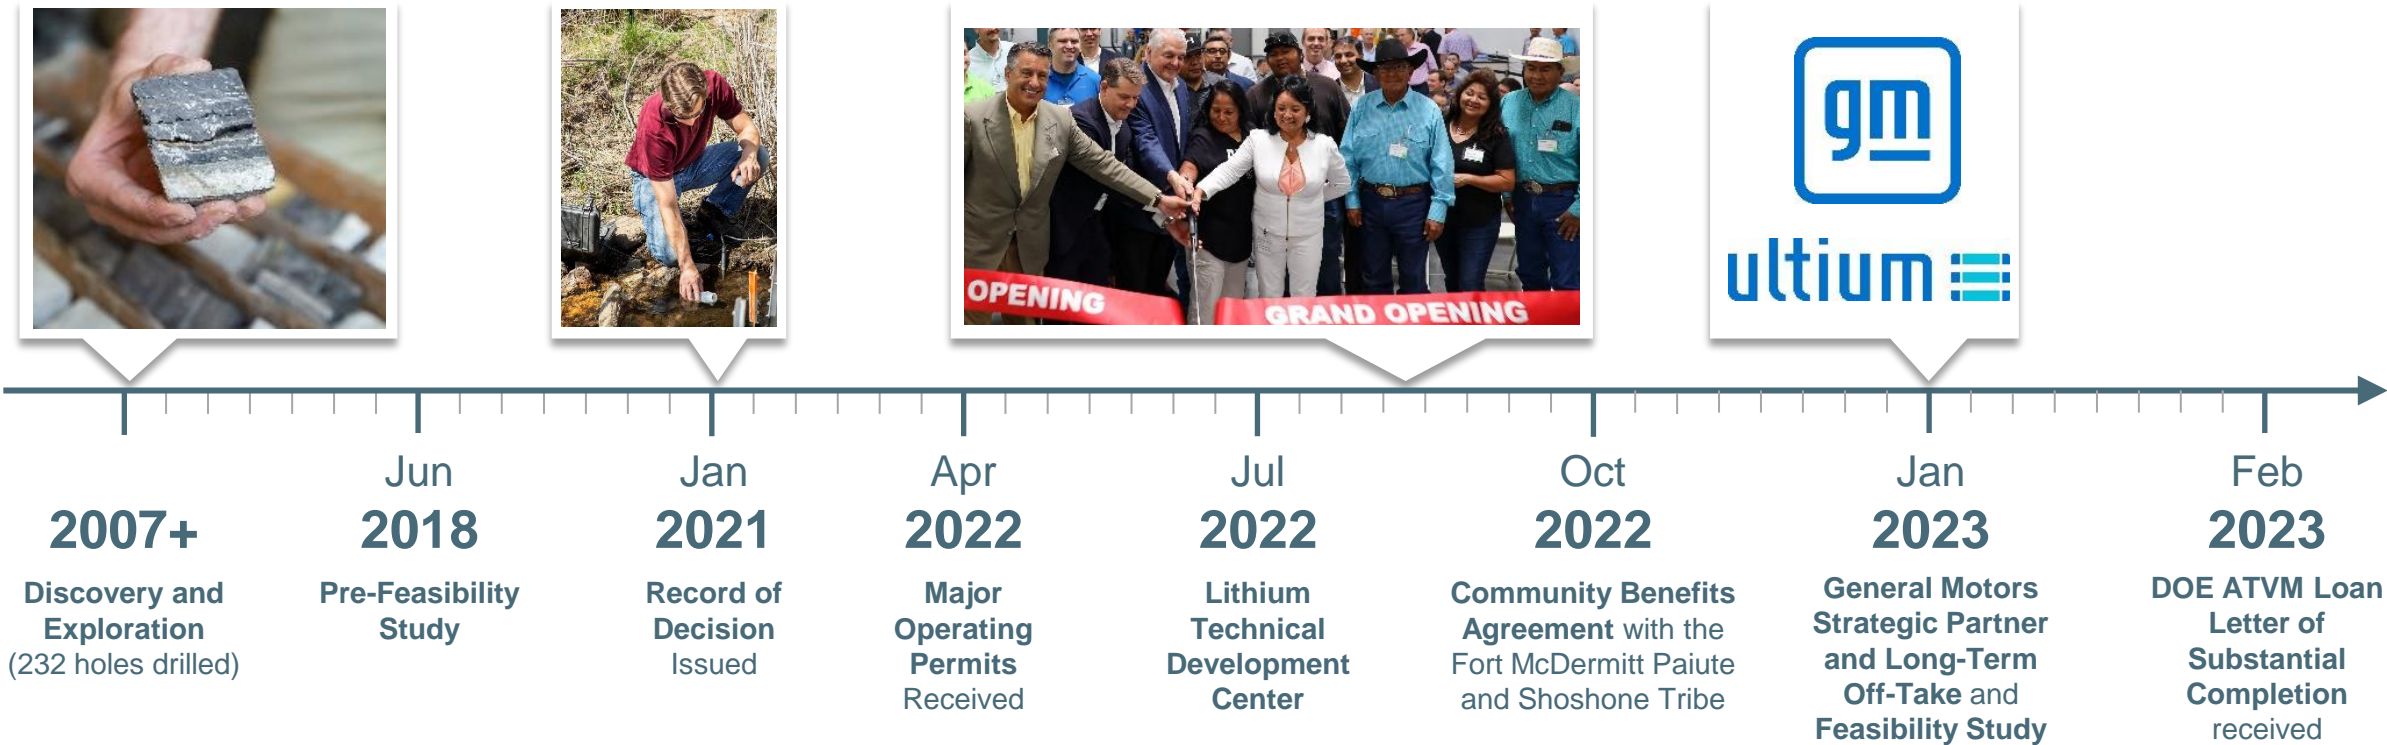 gm
ultium
OPENING
GRAND OPENING
2007+
Discovery and
Exploration
(232 holes drilled)
Jun
2018
Pre-Feasibility
Study
Jan
2021
Record of
Decision
Issued
Apr
2022
Major
Operating
Permits
Received
Jul
2022
Lithium
Technical
Development
Center
Oct
2022
Community Benefits
Agreement with the
Fort McDermitt Paiute
and Shoshone Tribe
Jan
2023
General Motors
Strategic Partner
and Long-Term
Off-Take and
Feasibility Study
Feb
2023
DOE ATVM Loan
Letter of
Substantial
Completion
received